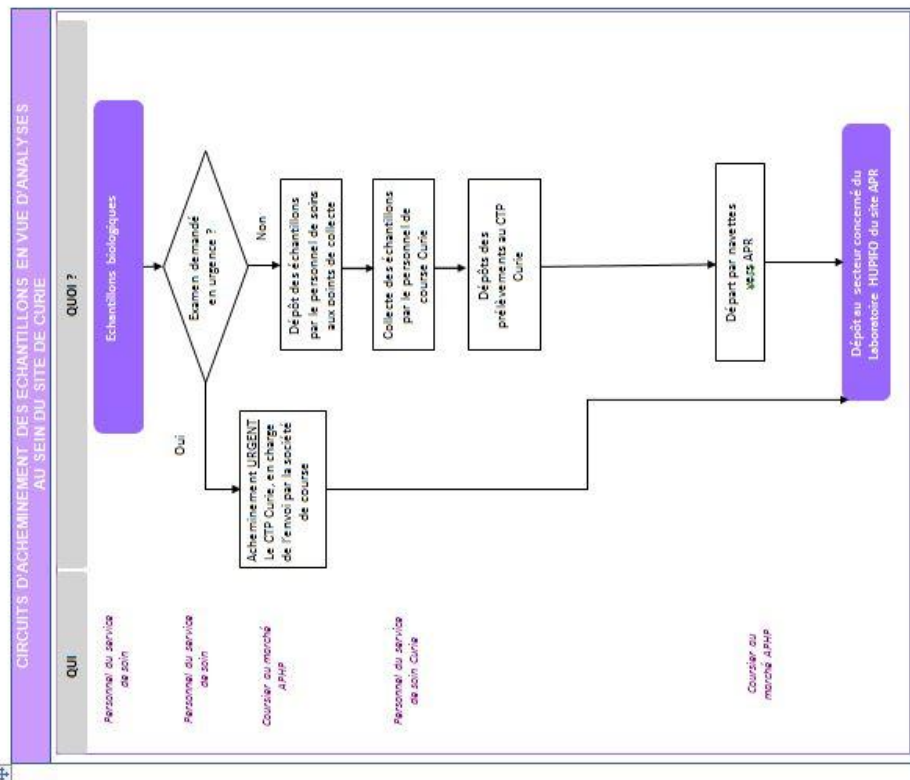 CIRCUITS D'ACHEMINEMENT DES ECHANTILLONS EN VUE D'ANALYSES
AU SEIN DU SITE DE CURIE
QUI
QUOI ?
Personnel du service
de soin
Echantillons biologiques
Personnel du service
de soin
Examen demandé
en urgence ?
Oui
Non
Coursier au marché
APHP
Acheminement URGENT
Le CTP Curie, en charge
de l'envoi par la société
de course
Dépôt des échantillons
par le personnel de soins
aux points de collecte
Personnel du service
de soin Curie
Collecte des échantillons
par le personnel de
course Curie
Dépôts des
prélèvements au CTP
Curie
Coursier au
marché APHP
Départ par navettes
vers APR
Dépôt au secteur concerné du
Laboratoire HUPIFO du site APR